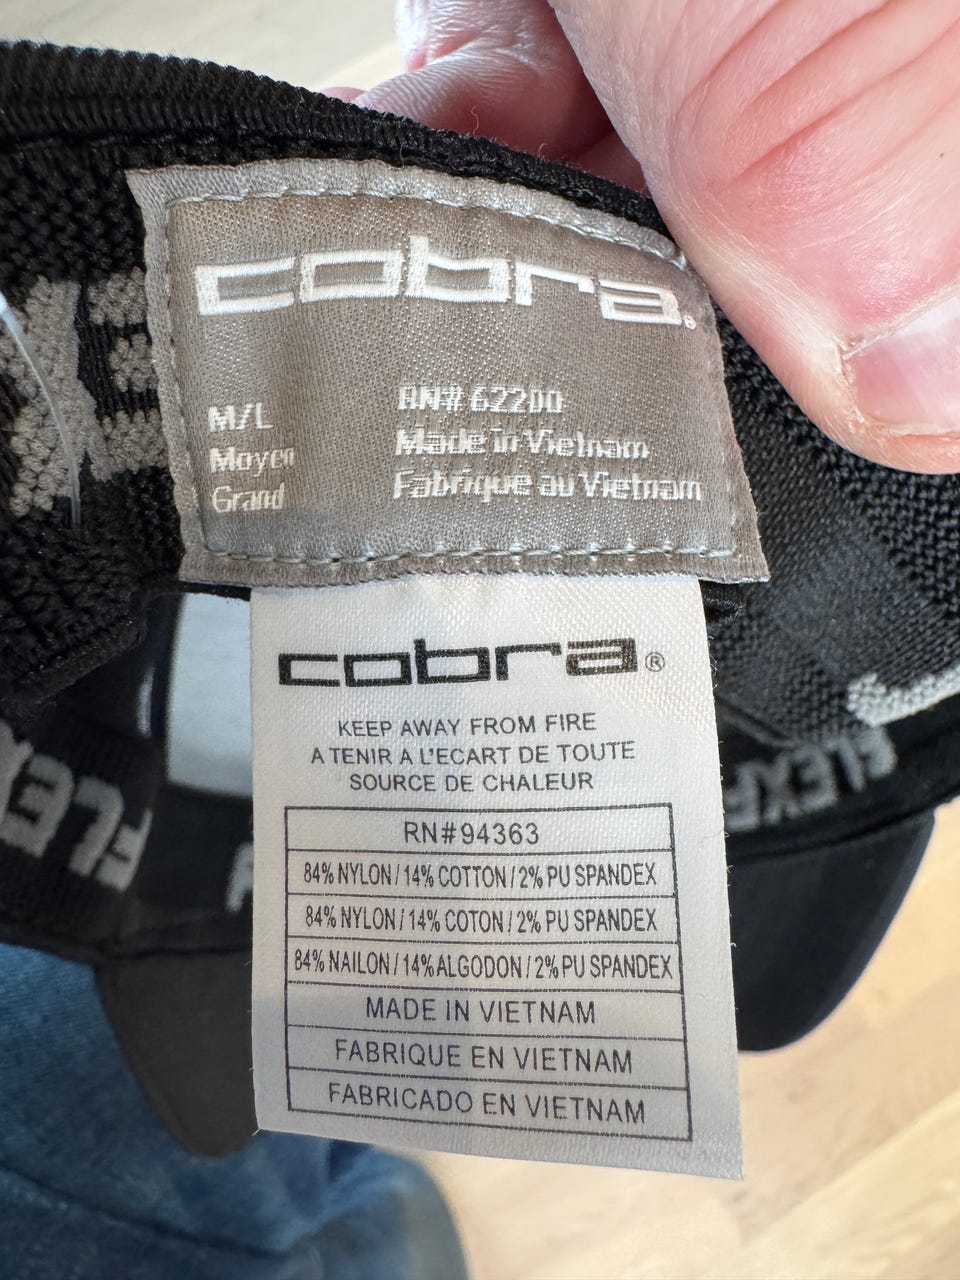 cobra®
M/L
Moyen
Grand
RN# 62200
Made in Vietnam
Fabrique au Vietnam
cobra®
KEEP AWAY FROM FIRE
A TENIR A L'ECART DE TOUTE
SOURCE DE CHALEUR
RN#94363
84% NYLON / 14% COTTON / 2% PU SPANDEX
84% NYLON / 14% COTON / 2% PU SPANDEX
84% NAILON / 14% ALGODON / 2% PU SPANDEX
MADE IN VIETNAM
FABRIQUE EN VIETNAM
FABRICADO EN VIETNAM
FLEXF